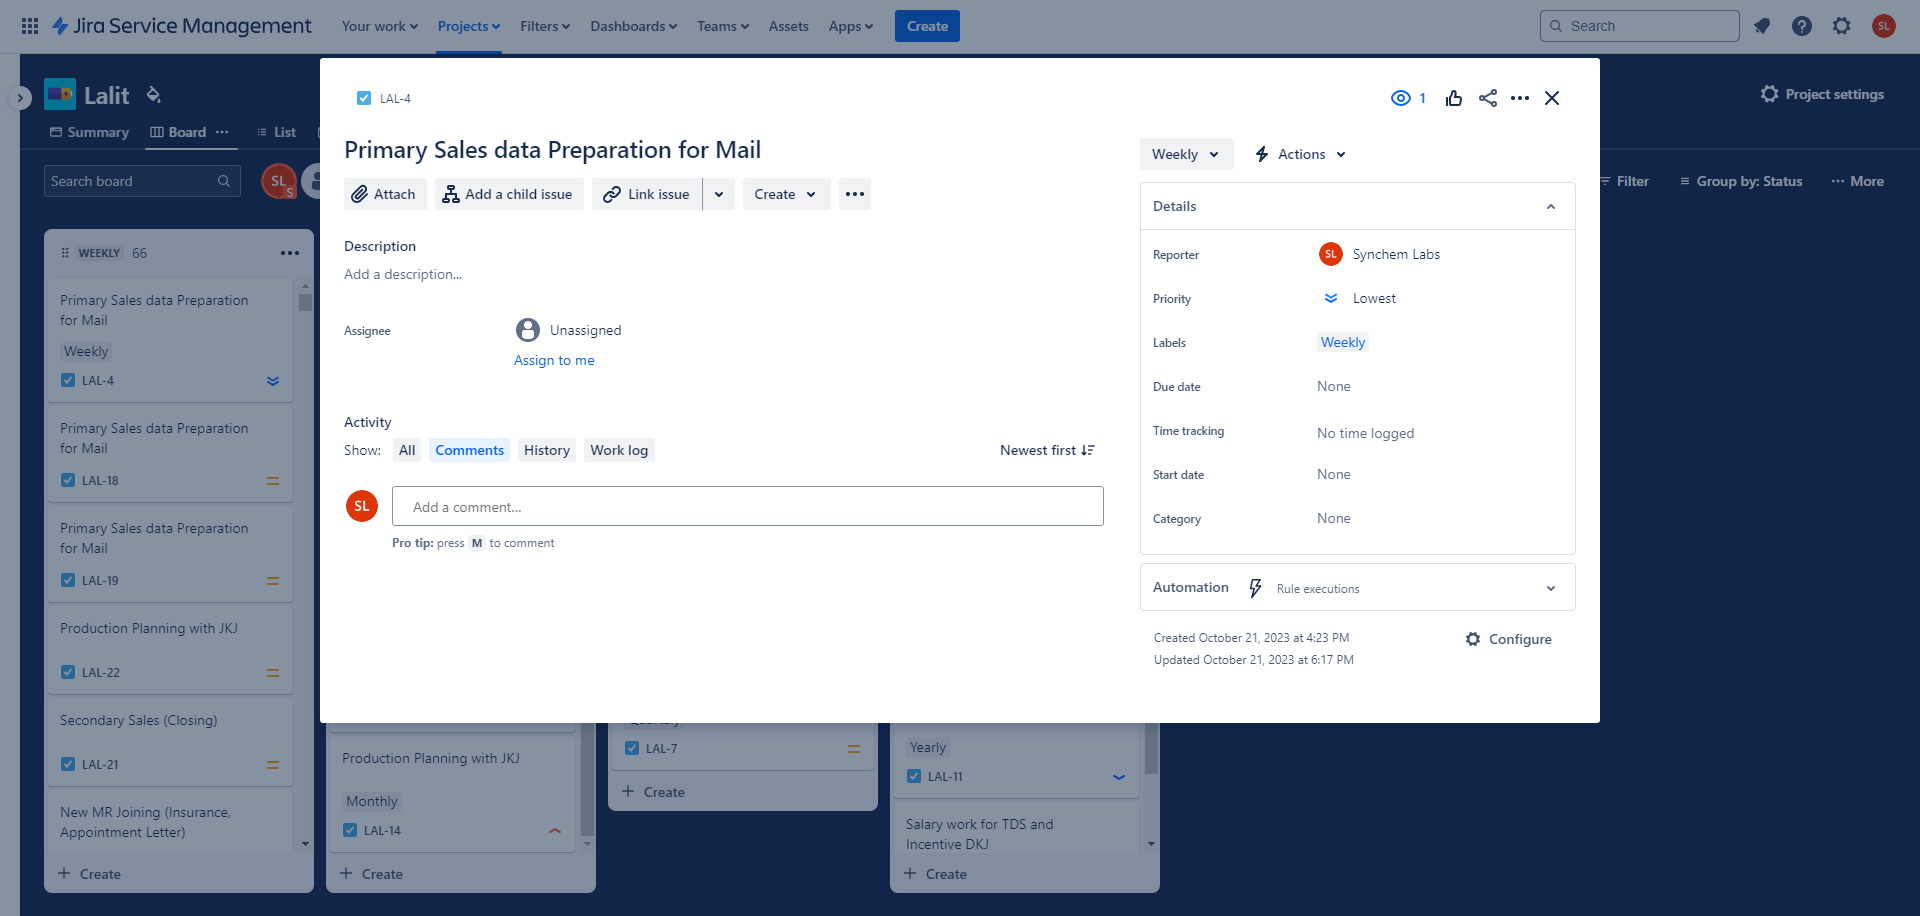 Jira Service Management
Your work
Projects
Filters
Dashboards
Teams
Assets
Apps
Create
Search
SL
Lalit
Project settings
Summary
Board
List
Search board
SL
S
Filter
Group by: Status
More
WEEKLY 66
Primary Sales data Preparation
for Mail
Weekly
LAL-4
Primary Sales data Preparation
for Mail
LAL-18
Primary Sales data Preparation
for Mail
LAL-19
Production Planning with JKJ
LAL-22
Secondary Sales (Closing)
LAL-21
New MR Joining (Insurance,
Appointment Letter)
Create
Production Planning with JKJ
Monthly
LAL-14
Create
LAL-7
Create
Yearly
LAL-11
Salary work for TDS and
Incentive DKJ
Create
LAL-4
1
Primary Sales data Preparation for Mail
Attach
Add a child issue
Link issue
Create
Description
Add a description...
Assignee
Unassigned
Assign to me
Activity
Show:
All
Comments
History
Work log
Newest first
SL
Add a comment...
Pro tip: press M to comment
Weekly
Actions
Details
Reporter
SL
Synchem Labs
Priority
Lowest
Labels
Weekly
Due date
None
Time tracking
No time logged
Start date
None
Category
None
Automation
Rule executions
Created October 21, 2023 at 4:23 PM
Updated October 21, 2023 at 6:17 PM
Configure